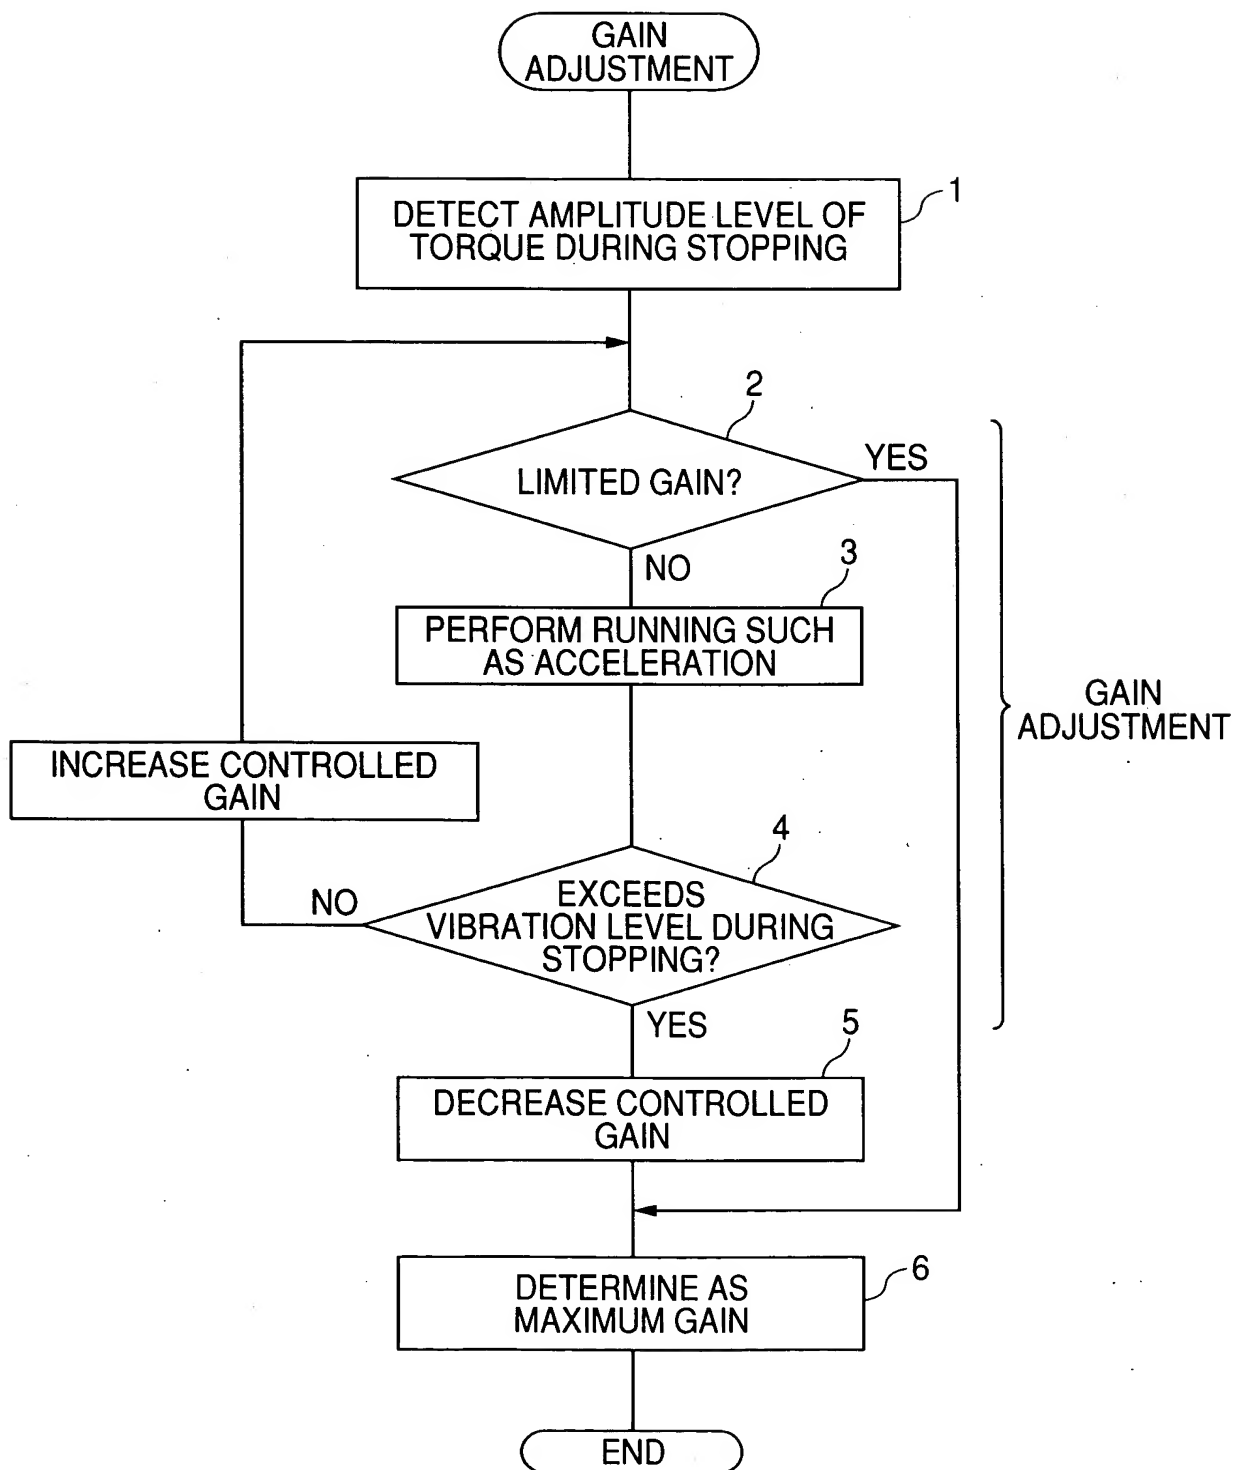 GAIN
ADJUSTMENT
1
DETECT AMPLITUDE LEVEL OF
TORQUE DURING STOPPING
2
LIMITED GAIN?
YES
NO
3
PERFORM RUNNING SUCH
AS ACCELERATION
GAIN
ADJUSTMENT
INCREASE CONTROLLED
GAIN
4
NO
EXCEEDS
VIBRATION LEVEL DURING
STOPPING?
YES
5
DECREASE CONTROLLED
GAIN
6
DETERMINE AS
MAXIMUM GAIN
END